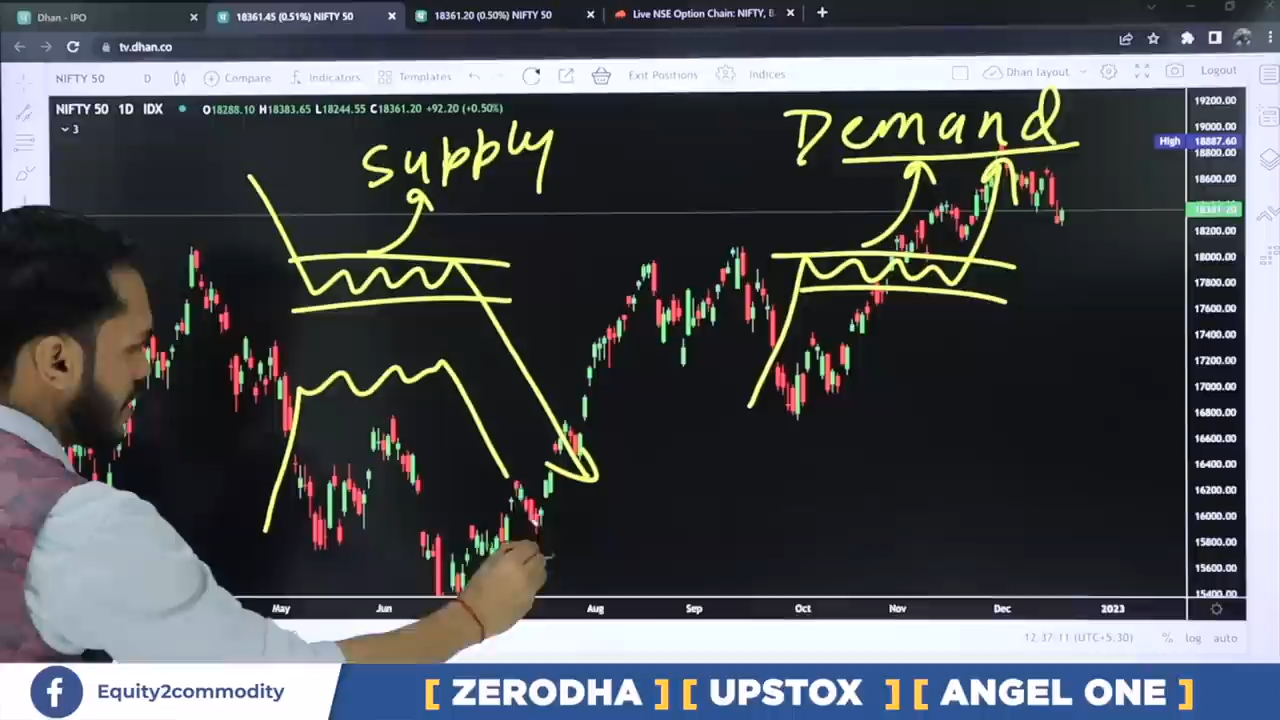 Dhan - IPO
18361.45 (0.51%) NIFTY 50
18361.20 (0.50%) NIFTY 50
Live NSE Option Chain: NIFTY, B
tv.dhan.co
NIFTY 50 D Compare Indicators Templates Exit Positions Indices Dhan layout Logout
NIFTY 50 1D IDX O18288.10 H18383.65 L18244.55 C18361.20 +92.20 (+0.50%)
3
Supply
Demand
19200.00
19000.00
High 18887.60
18800.00
18600.00
18361.20
18200.00
18000.00
17800.00
17600.00
17400.00
17200.00
17000.00
16800.00
16600.00
16400.00
16200.00
16000.00
15800.00
15600.00
15400.00
May Jun Aug Sep Oct Nov Dec 2023
12:37:11 (UTC+5:30) % log auto
Equity2commodity
[ ZERODHA ] [ UPSTOX ] [ ANGEL ONE ]